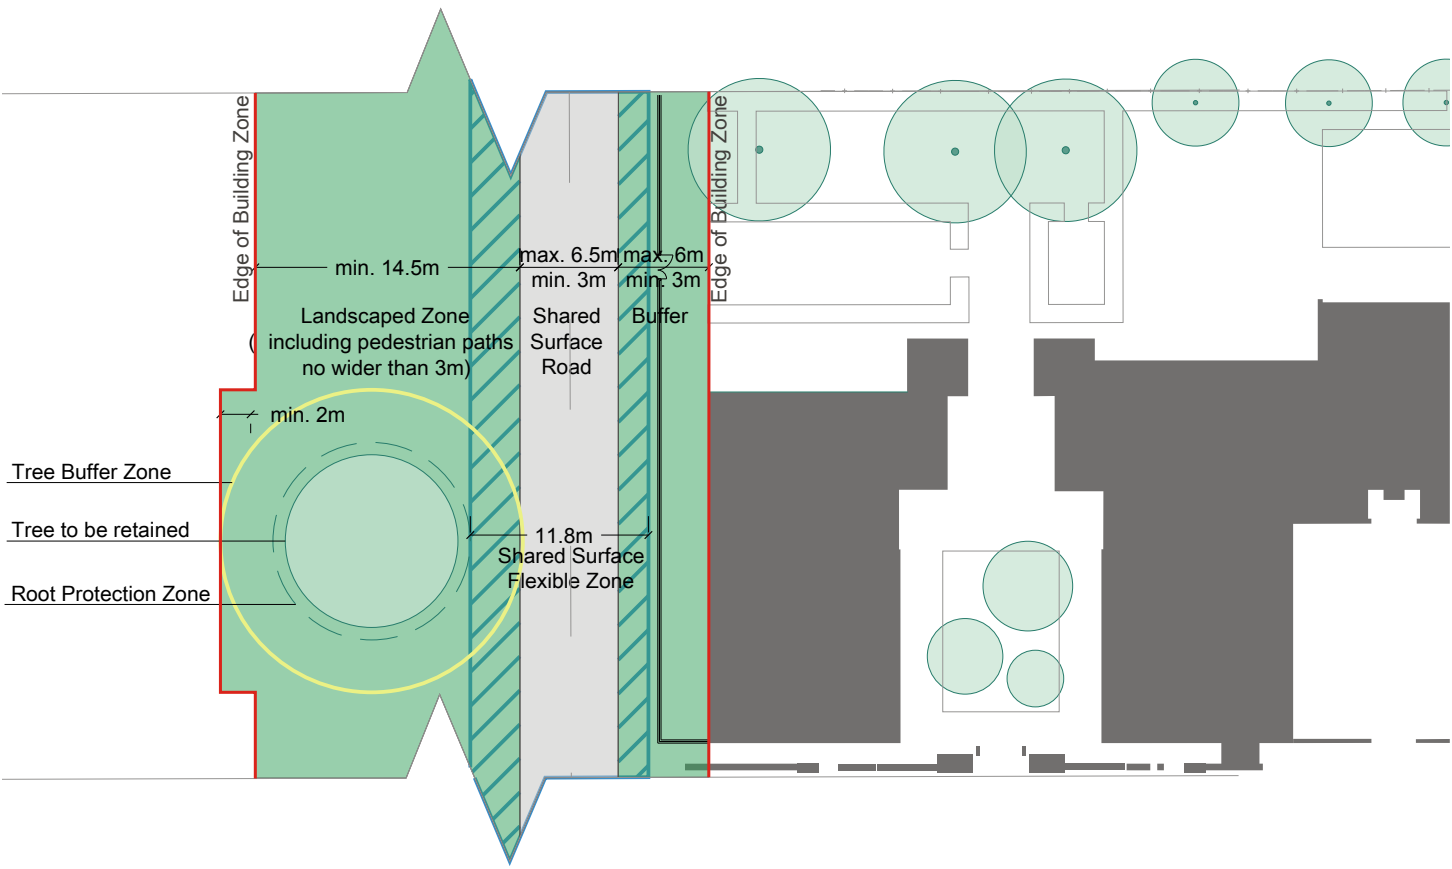 Edge of Building Zone
Edge of Building Zone
min. 14.5m
max. 6.5m
min. 3m
max. 6m
min. 3m
Landscaped Zone
( including pedestrian paths
no wider than 3m)
Shared
Surface
Road
Buffer
min. 2m
Tree Buffer Zone
Tree to be retained
Root Protection Zone
11.8m
Shared Surface
Flexible Zone